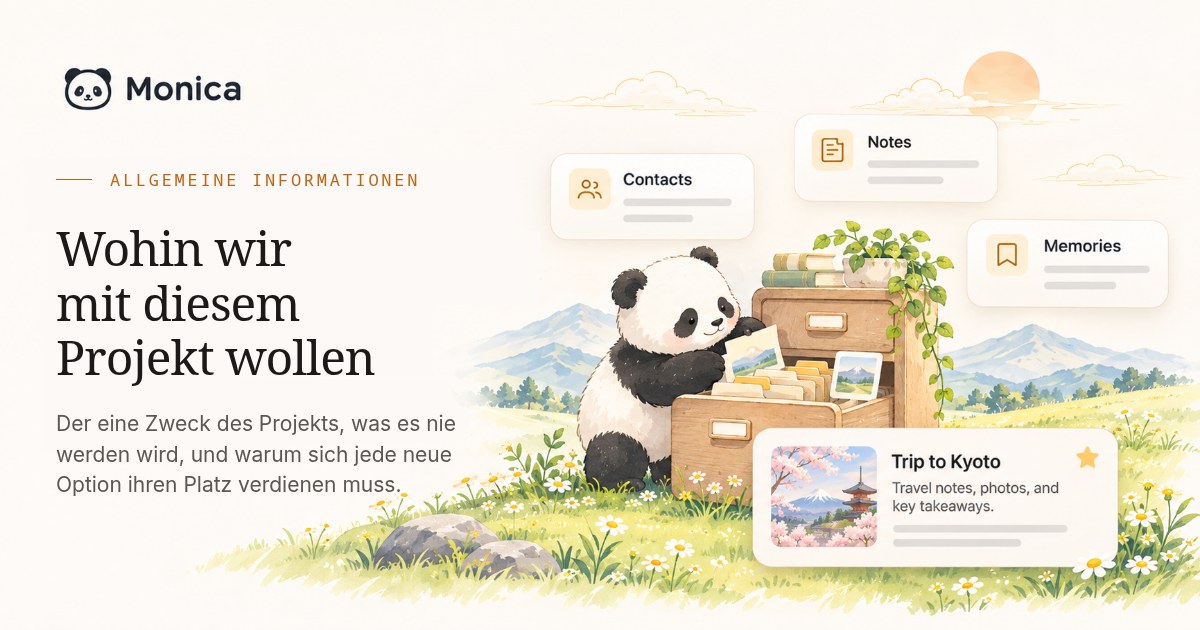 Monica
ALLGEMEINE INFORMATIONEN
Wohin wir
mit diesem
Projekt wollen
Der eine Zweck des Projekts, was es nie
werden wird, und warum sich jede neue
Option ihren Platz verdienen muss.
Contacts
Notes
Memories
Trip to Kyoto
Travel notes, photos, and
key takeaways.